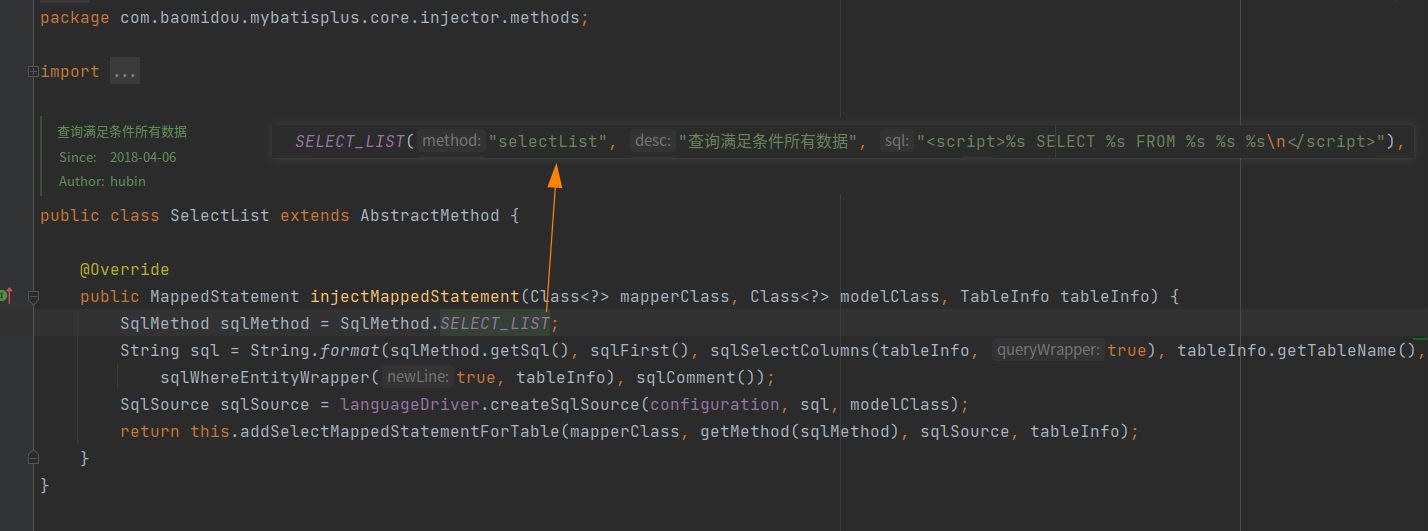 package com.baomidou.mybatisplus.core.injector.methods;
import ...
查询满足条件所有数据
Since: 2018-04-06
Author: hubin
SELECT_LIST( method: "selectList", desc: "查询满足条件所有数据", sql: "<script>%s SELECT %s FROM %s %s %s\n</script>"),
public class SelectList extends AbstractMethod {
@Override
public MappedStatement injectMappedStatement(Class<?> mapperClass, Class<?> modelClass, TableInfo tableInfo) {
SqlMethod sqlMethod = SqlMethod.SELECT_LIST;
String sql = String.format(sqlMethod.getSql(), sqlFirst(), sqlSelectColumns(tableInfo, queryWrapper: true), tableInfo.getTableName(),
sqlWhereEntityWrapper( newLine: true, tableInfo), sqlComment());
SqlSource sqlSource = languageDriver.createSqlSource(configuration, sql, modelClass);
return this.addSelectMappedStatementForTable(mapperClass, getMethod(sqlMethod), sqlSource, tableInfo);
}
}